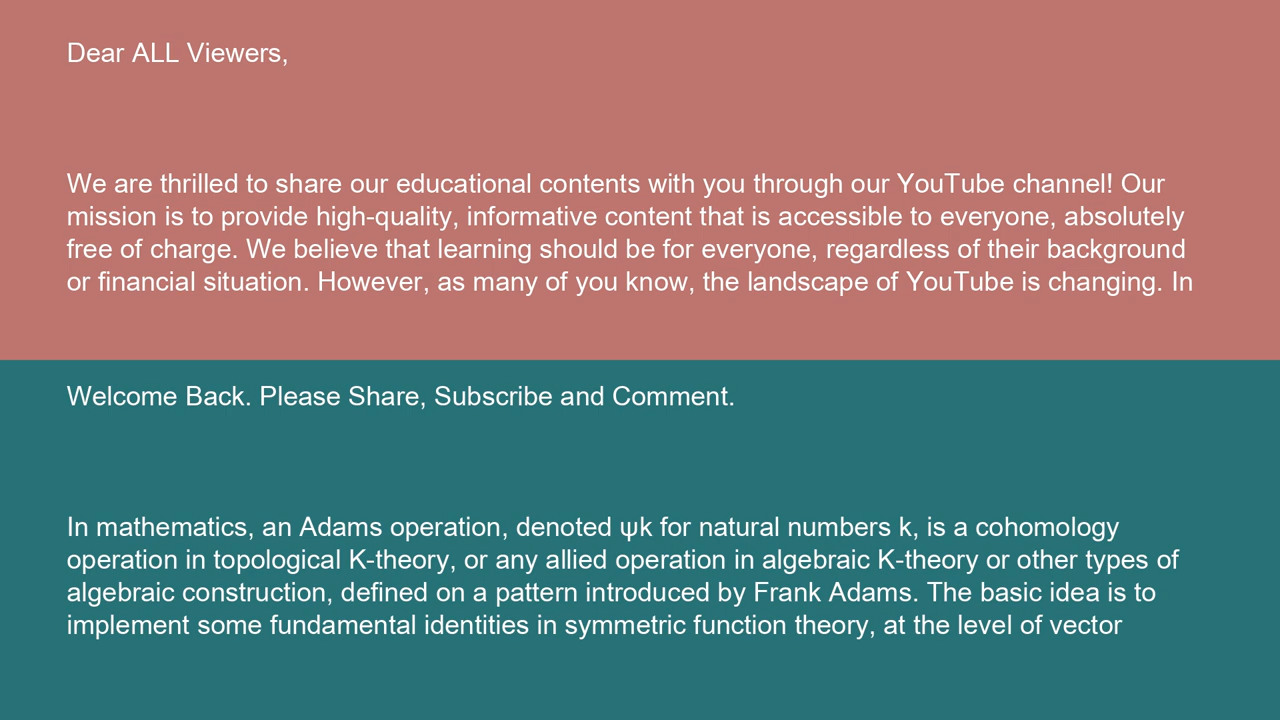 Dear ALL Viewers,
We are thrilled to share our educational contents with you through our YouTube channel! Our
mission is to provide high-quality, informative content that is accessible to everyone, absolutely
free of charge. We believe that learning should be for everyone, regardless of their background
or financial situation. However, as many of you know, the landscape of YouTube is changing. In
Welcome Back. Please Share, Subscribe and Comment.
In mathematics, an Adams operation, denoted ψk for natural numbers k, is a cohomology
operation in topological K-theory, or any allied operation in algebraic K-theory or other types of
algebraic construction, defined on a pattern introduced by Frank Adams. The basic idea is to
implement some fundamental identities in symmetric function theory, at the level of vector